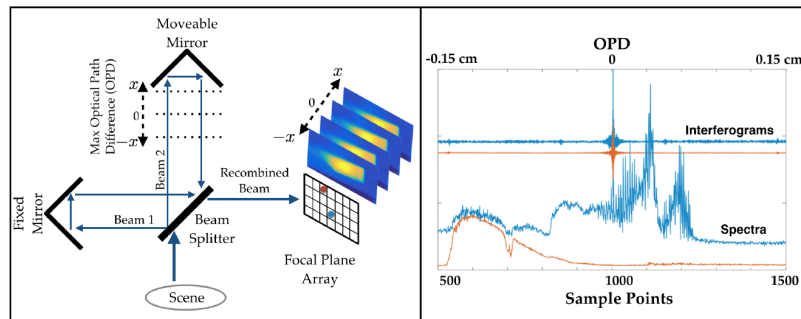 Moveable
Mirror
Max Optical Path
Difference (OPD)
x
0
−x
x
0
−x
Beam 2
Recombined
Beam
Fixed
Mirror
Beam 1
Beam
Splitter
Focal Plane
Array
Scene
OPD
-0.15 cm
0
0.15 cm
Interferograms
Spectra
500
1000
1500
Sample Points